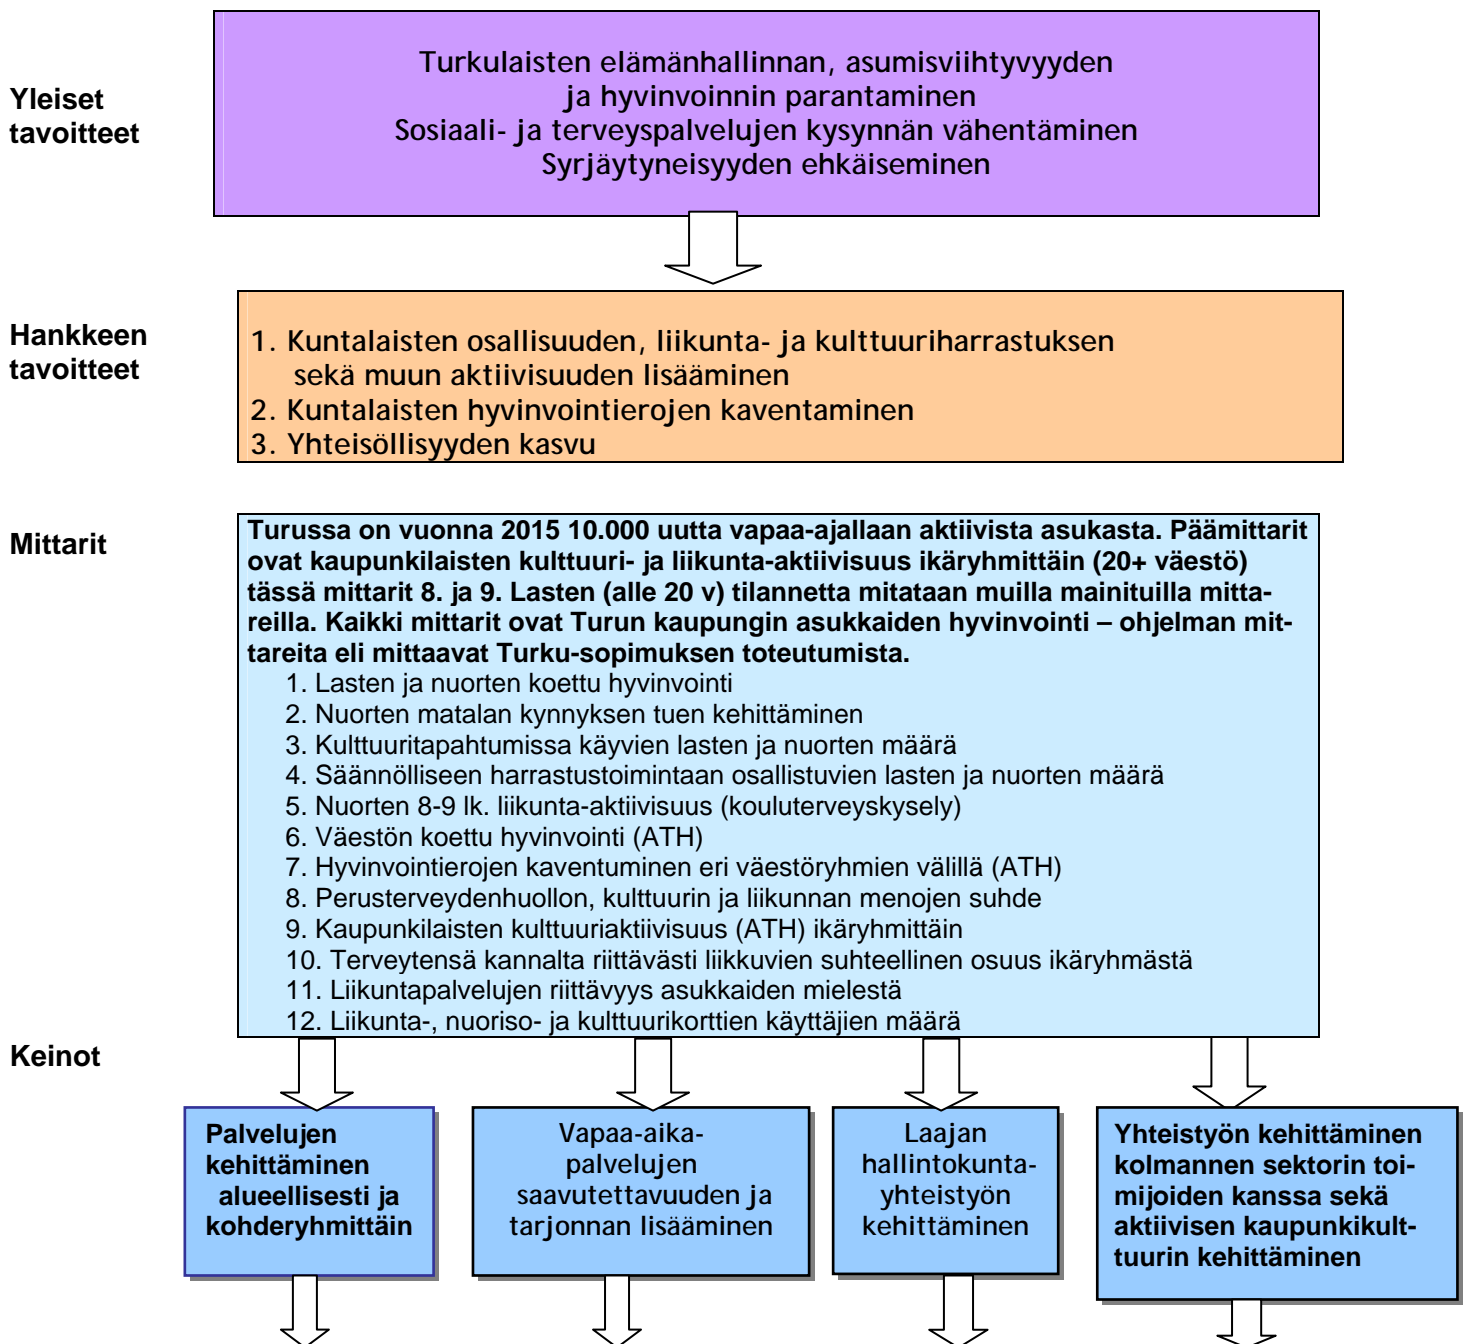 Yleiset
tavoitteet
Turkulaisten elämänhallinnan, asumisviihtyvyyden
ja hyvinvoinnin parantaminen
Sosiaali- ja terveyspalvelujen kysynnän vähentäminen
Syrjäytyneisyyden ehkäiseminen
Hankkeen
tavoitteet
1. Kuntalaisten osallisuuden, liikunta- ja kulttuuriharrastuksen
sekä muun aktiivisuuden lisääminen
2. Kuntalaisten hyvinvointierojen kaventaminen
3. Yhteisöllisyyden kasvu
Mittarit
Turussa on vuonna 2015 10.000 uutta vapaa-ajallaan aktiivista asukasta. Päämittarit
ovat kaupunkilaisten kulttuuri- ja liikunta-aktiivisuus ikäryhmittäin (20+ väestö)
tässä mittarit 8. ja 9. Lasten (alle 20 v) tilannetta mitataan muilla mainituilla mitta-
reilla. Kaikki mittarit ovat Turun kaupungin asukkaiden hyvinvointi – ohjelman mit-
tareita eli mittaavat Turku-sopimuksen toteutumista.
1. Lasten ja nuorten koettu hyvinvointi
2. Nuorten matalan kynnyksen tuen kehittäminen
3. Kulttuuritapahtumissa käyvien lasten ja nuorten määrä
4. Säännölliseen harrastustoimintaan osallistuvien lasten ja nuorten määrä
5. Nuorten 8-9 lk. liikunta-aktiivisuus (kouluterveyskysely)
6. Väestön koettu hyvinvointi (ATH)
7. Hyvinvointierojen kaventuminen eri väestöryhmien välillä (ATH)
8. Perusterveydenhuollon, kulttuurin ja liikunnan menojen suhde
9. Kaupunkilaisten kulttuuriaktiivisuus (ATH) ikäryhmittäin
10. Terveytensä kannalta riittävästi liikkuvien suhteellinen osuus ikäryhmästä
11. Liikuntapalvelujen riittävyys asukkaiden mielestä
12. Liikunta-, nuoriso- ja kulttuurikorttien käyttäjien määrä
Keinot
Palvelujen
kehittäminen
alueellisesti ja
kohderyhmittäin
Vapaa-aika-
palvelujen
saavutettavuuden ja
tarjonnan lisääminen
Laajan
hallintokunta-
yhteistyön
kehittäminen
Yhteistyön kehittäminen
kolmannen sektorin toi-
mijoiden kanssa sekä
aktiivisen kaupunkikult-
tuurin kehittäminen